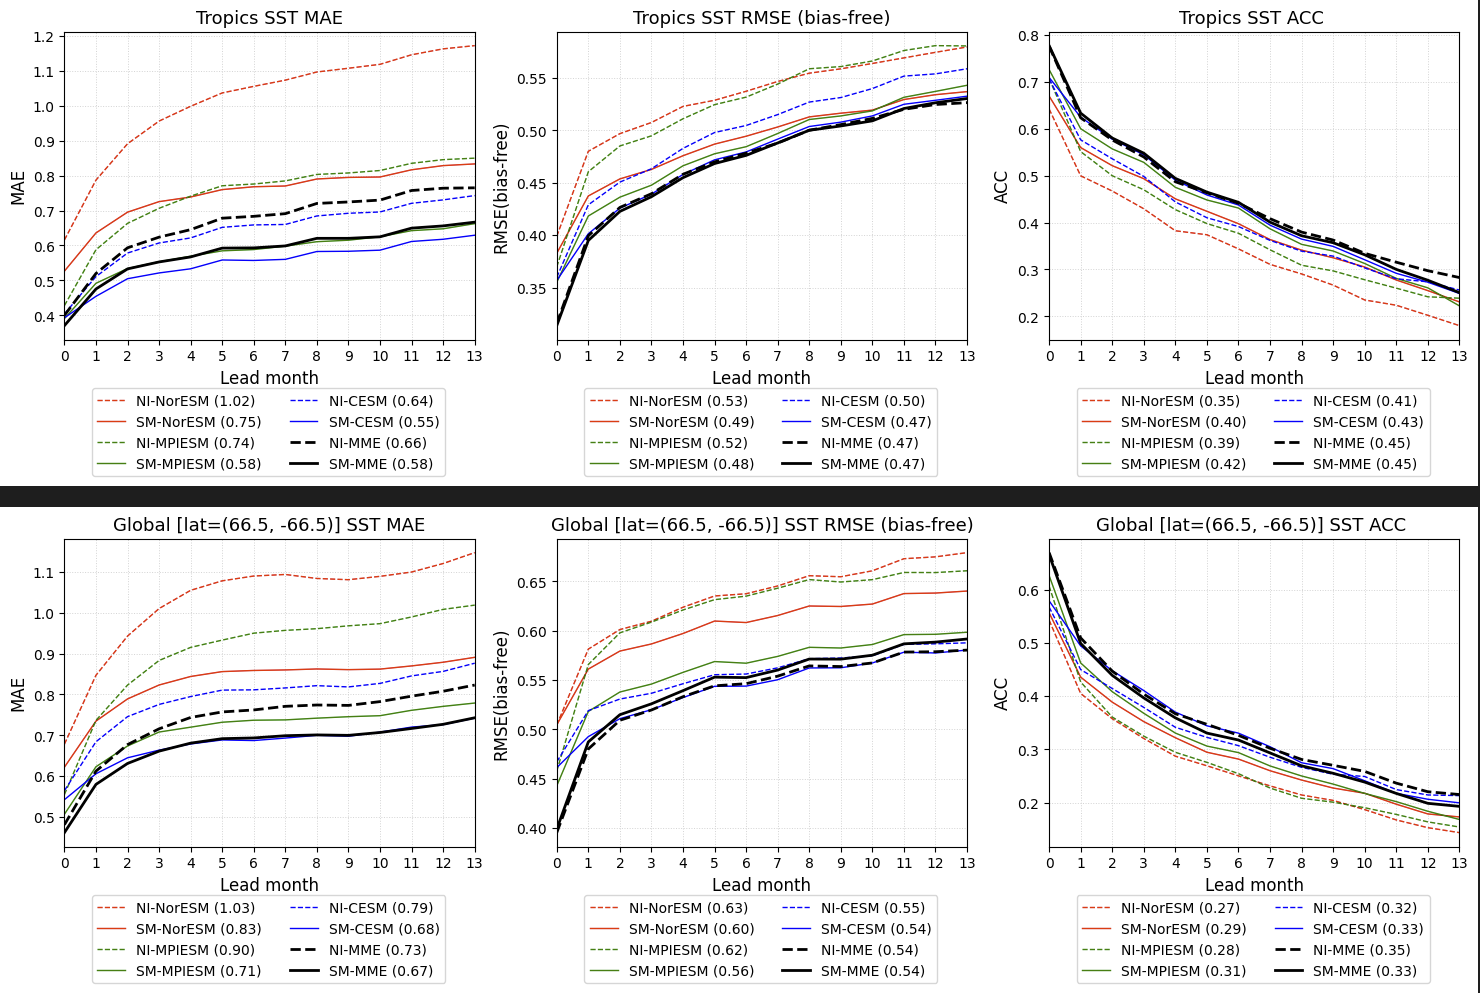 Tropics SST MAE
1.2
1.1
1.0
0.9
0.8
0.7
0.6
0.5
0.4
MAE
0 1 2 3 4 5 6 7 8 9 10 11 12 13
Lead month
NI-NorESM (1.02) NI-CESM (0.64)
SM-NorESM (0.75) SM-CESM (0.55)
NI-MPIESM (0.74) NI-MME (0.66)
SM-MPIESM (0.58) SM-MME (0.58)
Tropics SST RMSE (bias-free)
0.55
0.50
0.45
0.40
0.35
RMSE(bias-free)
0 1 2 3 4 5 6 7 8 9 10 11 12 13
Lead month
NI-NorESM (0.53) NI-CESM (0.50)
SM-NorESM (0.49) SM-CESM (0.47)
NI-MPIESM (0.52) NI-MME (0.47)
SM-MPIESM (0.48) SM-MME (0.47)
Tropics SST ACC
0.8
0.7
0.6
0.5
0.4
0.3
0.2
ACC
0 1 2 3 4 5 6 7 8 9 10 11 12 13
Lead month
NI-NorESM (0.35) NI-CESM (0.41)
SM-NorESM (0.40) SM-CESM (0.43)
NI-MPIESM (0.39) NI-MME (0.45)
SM-MPIESM (0.42) SM-MME (0.45)
Global [lat=(66.5, -66.5)] SST MAE
1.1
1.0
0.9
0.8
0.7
0.6
0.5
MAE
0 1 2 3 4 5 6 7 8 9 10 11 12 13
Lead month
NI-NorESM (1.03) NI-CESM (0.79)
SM-NorESM (0.83) SM-CESM (0.68)
NI-MPIESM (0.90) NI-MME (0.73)
SM-MPIESM (0.71) SM-MME (0.67)
Global [lat=(66.5, -66.5)] SST RMSE (bias-free)
0.65
0.60
0.55
0.50
0.45
0.40
RMSE(bias-free)
0 1 2 3 4 5 6 7 8 9 10 11 12 13
Lead month
NI-NorESM (0.63) NI-CESM (0.55)
SM-NorESM (0.60) SM-CESM (0.54)
NI-MPIESM (0.62) NI-MME (0.54)
SM-MPIESM (0.56) SM-MME (0.54)
Global [lat=(66.5, -66.5)] SST ACC
0.6
0.5
0.4
0.3
0.2
ACC
0 1 2 3 4 5 6 7 8 9 10 11 12 13
Lead month
NI-NorESM (0.27) NI-CESM (0.32)
SM-NorESM (0.29) SM-CESM (0.33)
NI-MPIESM (0.28) NI-MME (0.35)
SM-MPIESM (0.31) SM-MME (0.33)